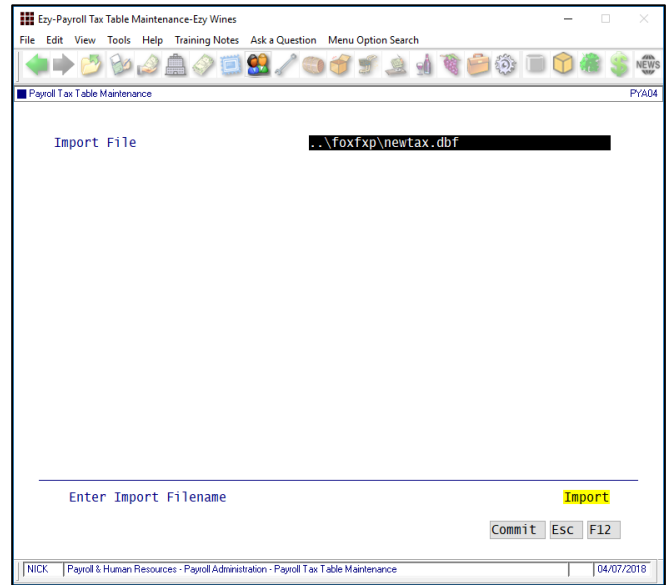 Ezy-Payroll Tax Table Maintenance-Ezy Wines
File Edit View Tools Help Training Notes Ask a Question Menu Option Search
NEWS
Payroll Tax Table Maintenance PYA04
Import File ..\foxfxp\newtax.dbf
Enter Import Filename Import
Commit Esc F12
NICK Payroll & Human Resources - Payroll Administration - Payroll Tax Table Maintenance 04/07/2018